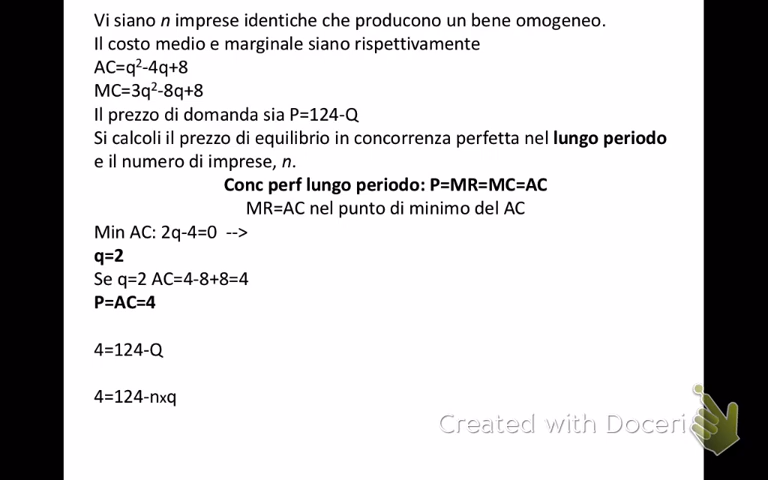 Vi siano n imprese identiche che producono un bene omogeneo.
Il costo medio e marginale siano rispettivamente
AC=q²-4q+8
MC=3q²-8q+8
Il prezzo di domanda sia P=124-Q
Si calcoli il prezzo di equilibrio in concorrenza perfetta nel lungo periodo
e il numero di imprese, n.
Conc perf lungo periodo: P=MR=MC=AC
MR=AC nel punto di minimo del AC
Min AC: 2q-4=0 -->
q=2
Se q=2 AC=4-8+8=4
P=AC=4
4=124-Q
4=124-nxq
Created with Doceri